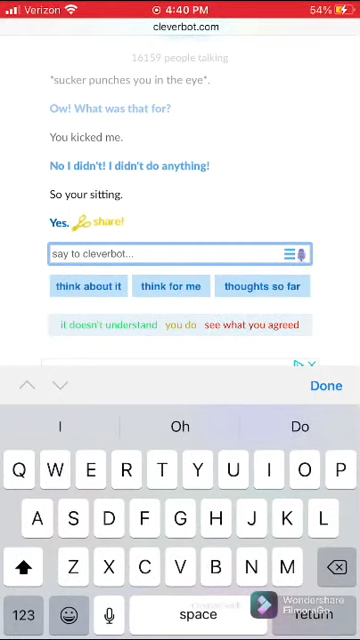 Verizon 4:40 PM 54%
cleverbot.com
16159 people talking
*sucker punches you in the eye*.
Ow! What was that for?
You kicked me.
No I didn't! I didn't do anything!
So your sitting.
Yes. share!
say to cleverbot...
think about it think for me thoughts so far
it doesn't understand you do see what you agreed
Done
I Oh Do
Q W E R T Y U I O P
A S D F G H J K L
Z X C V B N M
123 space return
Wondershare
FilmoraGo